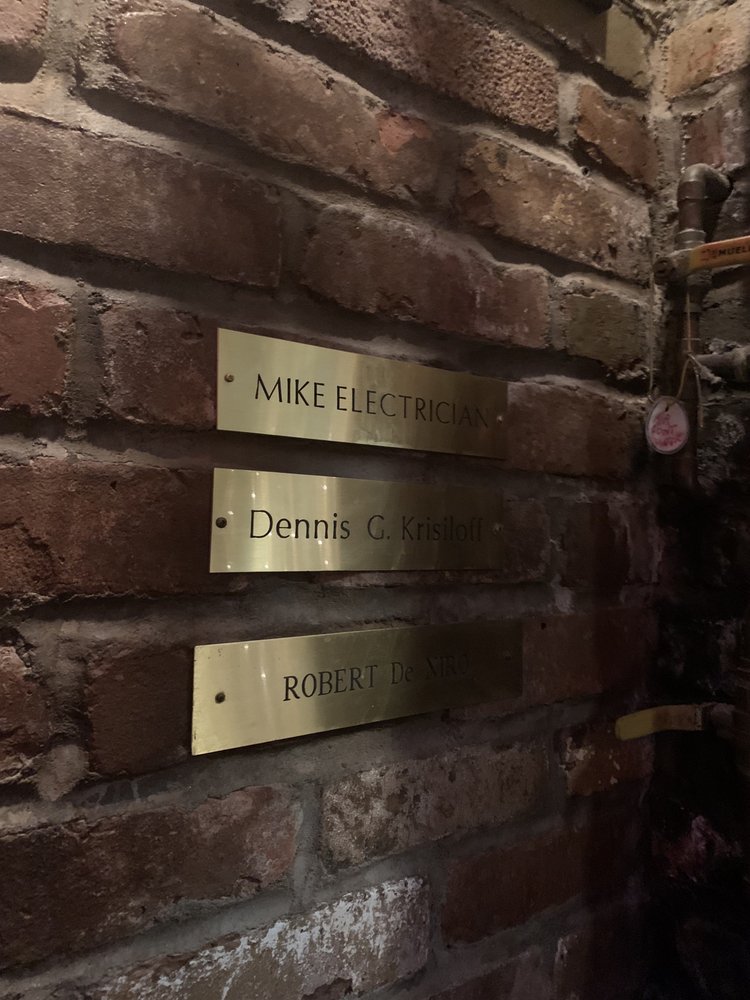 MIKE ELECTRICIAN
Dennis G. Krisiloff
ROBERT De NIRO